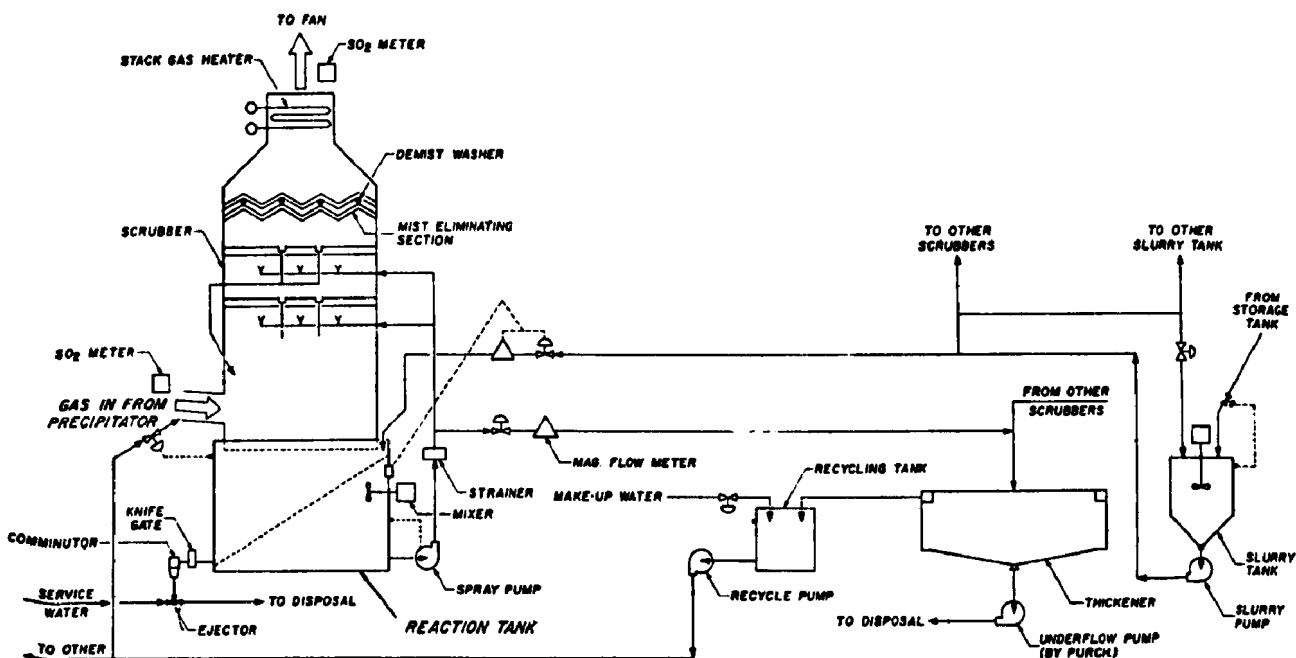 TO FAN
SO₂ METER
STACK GAS HEATER
DEMIST WASHER
MIST ELIMINATING
SECTION
SCRUBBER
TO OTHER
SCRUBBERS
TO OTHER
SLURRY TANK
FROM
STORAGE
TANK
SO₂ METER
GAS IN FROM
PRECIPITATOR
FROM OTHER
SCRUBBERS
MAG. FLOW METER
RECYCLING TANK
STRAINER
MAKE-UP WATER
MIXER
KNIFE
GATE
COMMINUTOR
SPRAY PUMP
SLURRY
TANK
RECYCLE PUMP
THICKENER
SERVICE
WATER
TO DISPOSAL
EJECTOR
REACTION TANK
SLURRY
PUMP
TO DISPOSAL
UNDERFLOW PUMP
(BY PURCH.)
TO OTHER